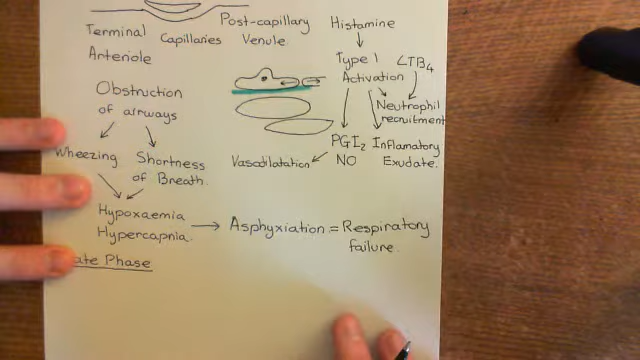 Terminal Arteriole
Capillaries
Post-capillary Venule
Histamine
Type 1 Activation
LTB4
Neutrophil recruitment
PGI2
NO
Inflamatory Exudate.
Vasodilatation
Obstruction of airways
Wheezing
Shortness of Breath.
Hypoxaemia
Hypercapnia.
Asphyxiation = Respiratory failure.
ate Phase